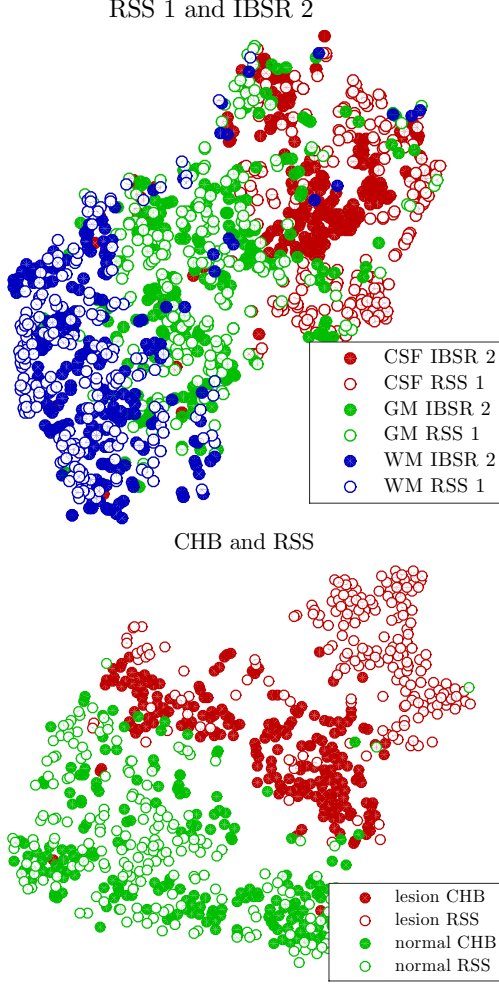 RSS 1 and IBSR 2
CSF IBSR 2
CSF RSS 1
GM IBSR 2
GM RSS 1
WM IBSR 2
WM RSS 1
CHB and RSS
lesion CHB
lesion RSS
normal CHB
normal RSS